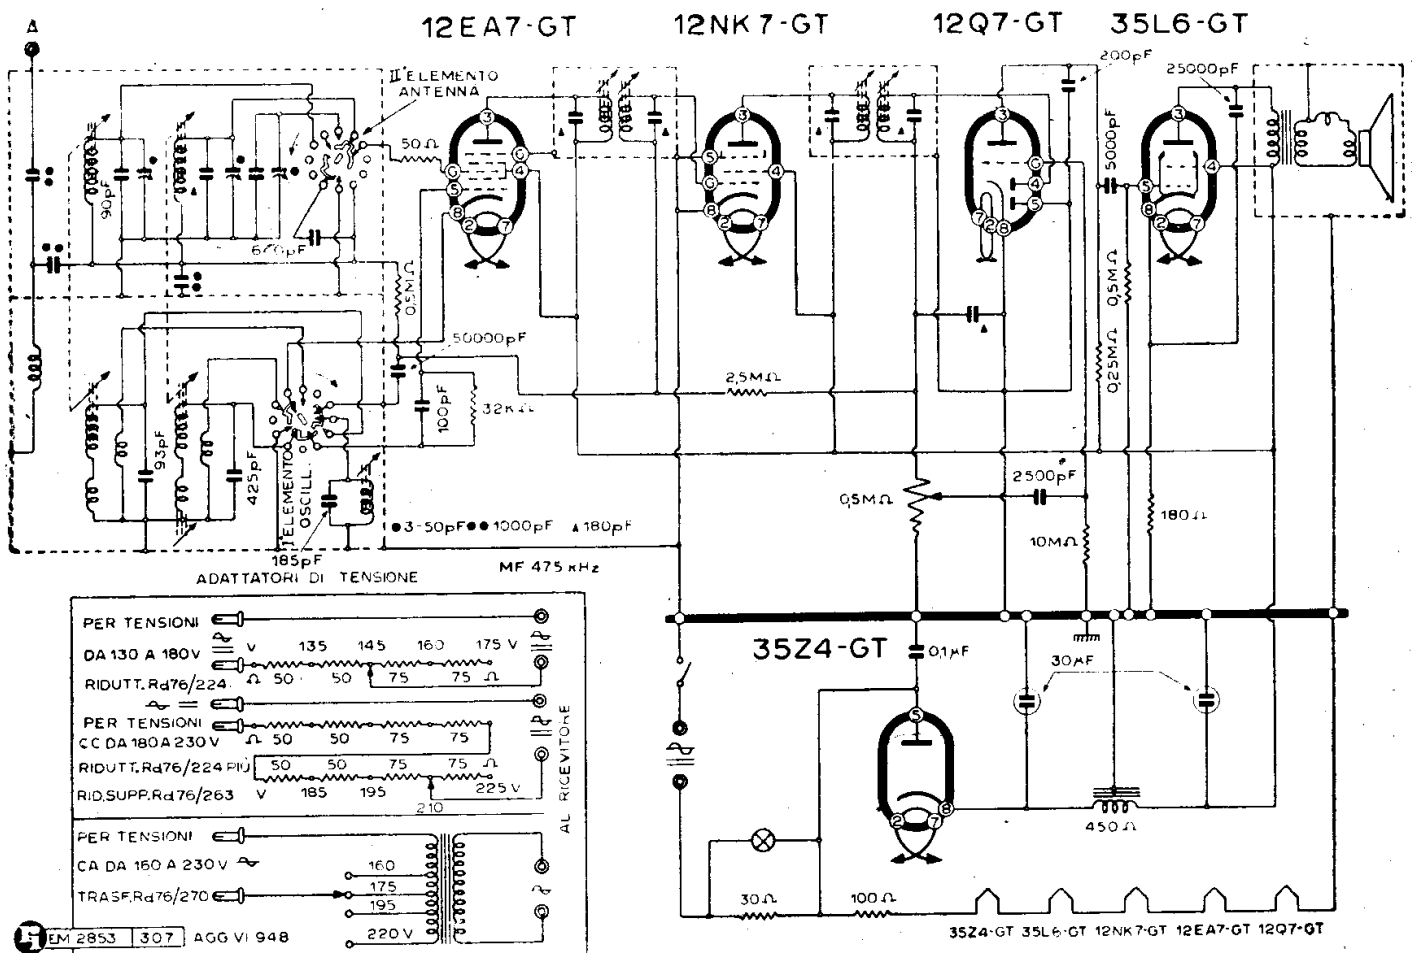 12EA7-GT 12NK7-GT 12Q7-GT 35L6-GT
A
II° ELEMENTO
ANTENNA
200pF
25000pF
50Ω
5000pF
90pF
0,5MΩ
50000pF
0,5MΩ
0,25MΩ
2,5MΩ
100pF
32KΩ
93pF
425pF
I° ELEMENTO
OSCILL.
185pF
●3-50pF ●●1000pF ▲180pF
MF 475 KHz
0,5MΩ
2500pF
10MΩ
180Ω
ADATTATORI DI TENSIONE
PER TENSIONI
DA 130 A 180V
RIDUTT. Rd76/224
V 135 145 160 175 V
Ω 50 50 75 75 Ω
PER TENSIONI
CC DA 180 A 230V
Ω 50 50 75 75
RIDUTT. Rd76/224 PIÙ
50 50 75 75 Ω
RID. SUPP. Rd76/263
V 185 195 210 225 V
PER TENSIONI
CA DA 160 A 230V
TRASF. Rd76/270
160
175
195
220V
AL RICEVITORE
35Z4-GT
0,1µF
30µF
450Ω
30Ω
100Ω
35Z4-GT 35L6-GT 12NK7-GT 12EA7-GT 12Q7-GT
EM 2853 307 AGG VI 948